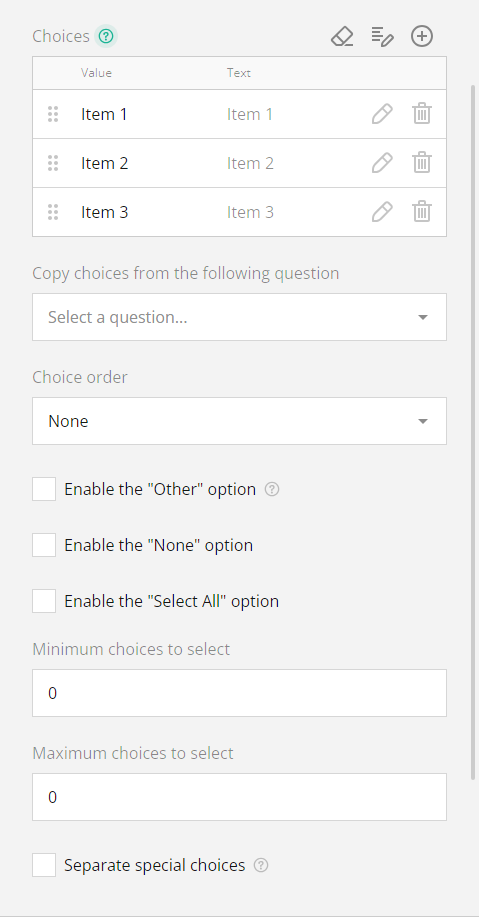 Choices
Value Text
Item 1 Item 1
Item 2 Item 2
Item 3 Item 3
Copy choices from the following question
Select a question...
Choice order
None
Enable the "Other" option
Enable the "None" option
Enable the "Select All" option
Minimum choices to select
0
Maximum choices to select
0
Separate special choices